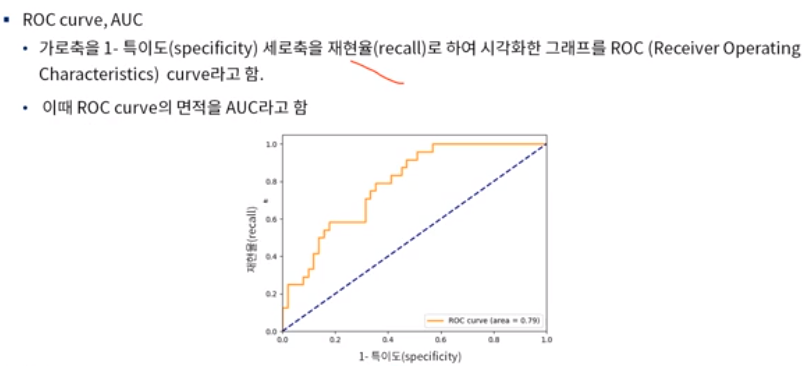 ROC curve, AUC
가로축을 1- 특이도(specificity) 세로축을 재현율(recall)로 하여 시각화한 그래프를 ROC (Receiver Operating
Characteristics) curve라고 함.
이때 ROC curve의 면적을 AUC라고 함
1.0
0.8
0.6
0.4
0.2
0.0
재현율(recall)
ROC curve (area = 0.79)
0.0 0.2 0.4 0.6 0.8 1.0
1- 특이도(specificity)